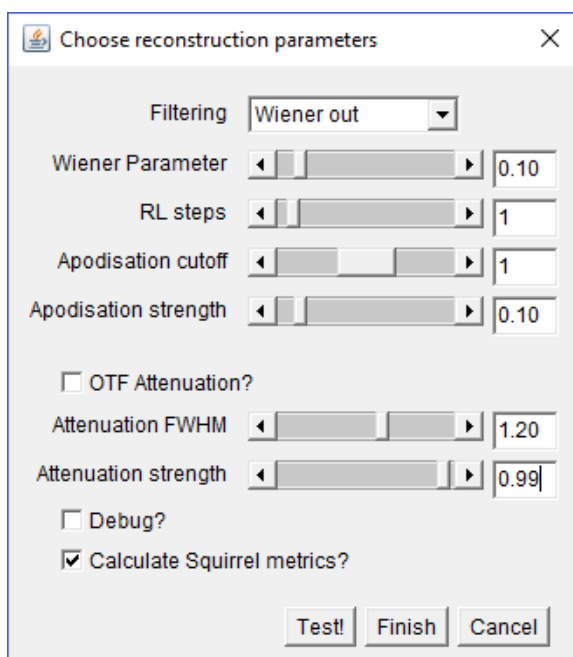 Choose reconstruction parameters
Filtering Wiener out
Wiener Parameter 0.10
RL steps 1
Apodisation cutoff 1
Apodisation strength 0.10
OTF Attenuation?
Attenuation FWHM 1.20
Attenuation strength 0.99
Debug?
Calculate Squirrel metrics?
Test! Finish Cancel